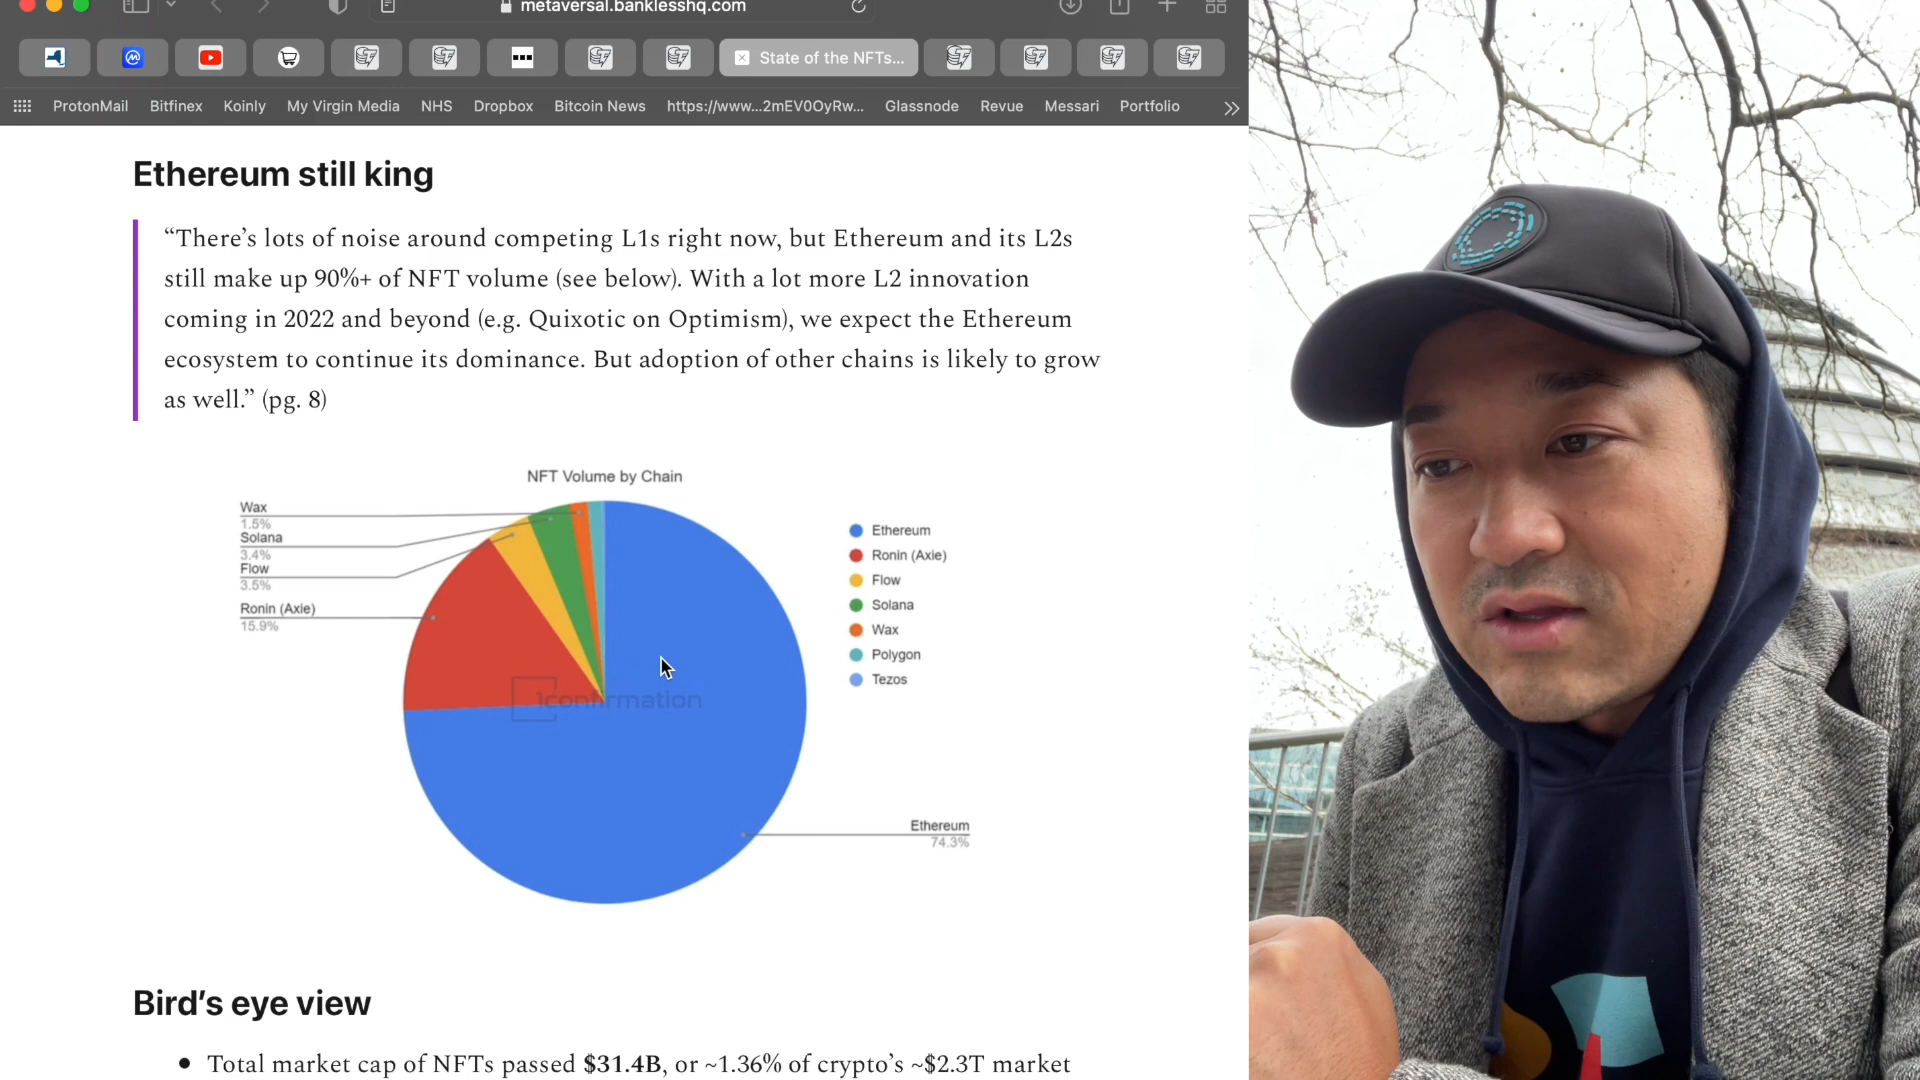 metaversal.banklesshq.com
State of the NFTs...
ProtonMail Bitfinex Koinly My Virgin Media NHS Dropbox Bitcoin News https://www...2mEV0OyRw... Glassnode Revue Messari Portfolio
Ethereum still king
“There’s lots of noise around competing L1s right now, but Ethereum and its L2s
still make up 90%+ of NFT volume (see below). With a lot more L2 innovation
coming in 2022 and beyond (e.g. Quixotic on Optimism), we expect the Ethereum
ecosystem to continue its dominance. But adoption of other chains is likely to grow
as well.” (pg. 8)
NFT Volume by Chain
Wax
1.5%
Solana
3.4%
Flow
3.5%
Ronin (Axie)
15.9%
Ethereum
Ronin (Axie)
Flow
Solana
Wax
Polygon
Tezos
1confirmation
Ethereum
74.3%
Bird’s eye view
Total market cap of NFTs passed $31.4B, or ~1.36% of crypto’s ~$2.3T market